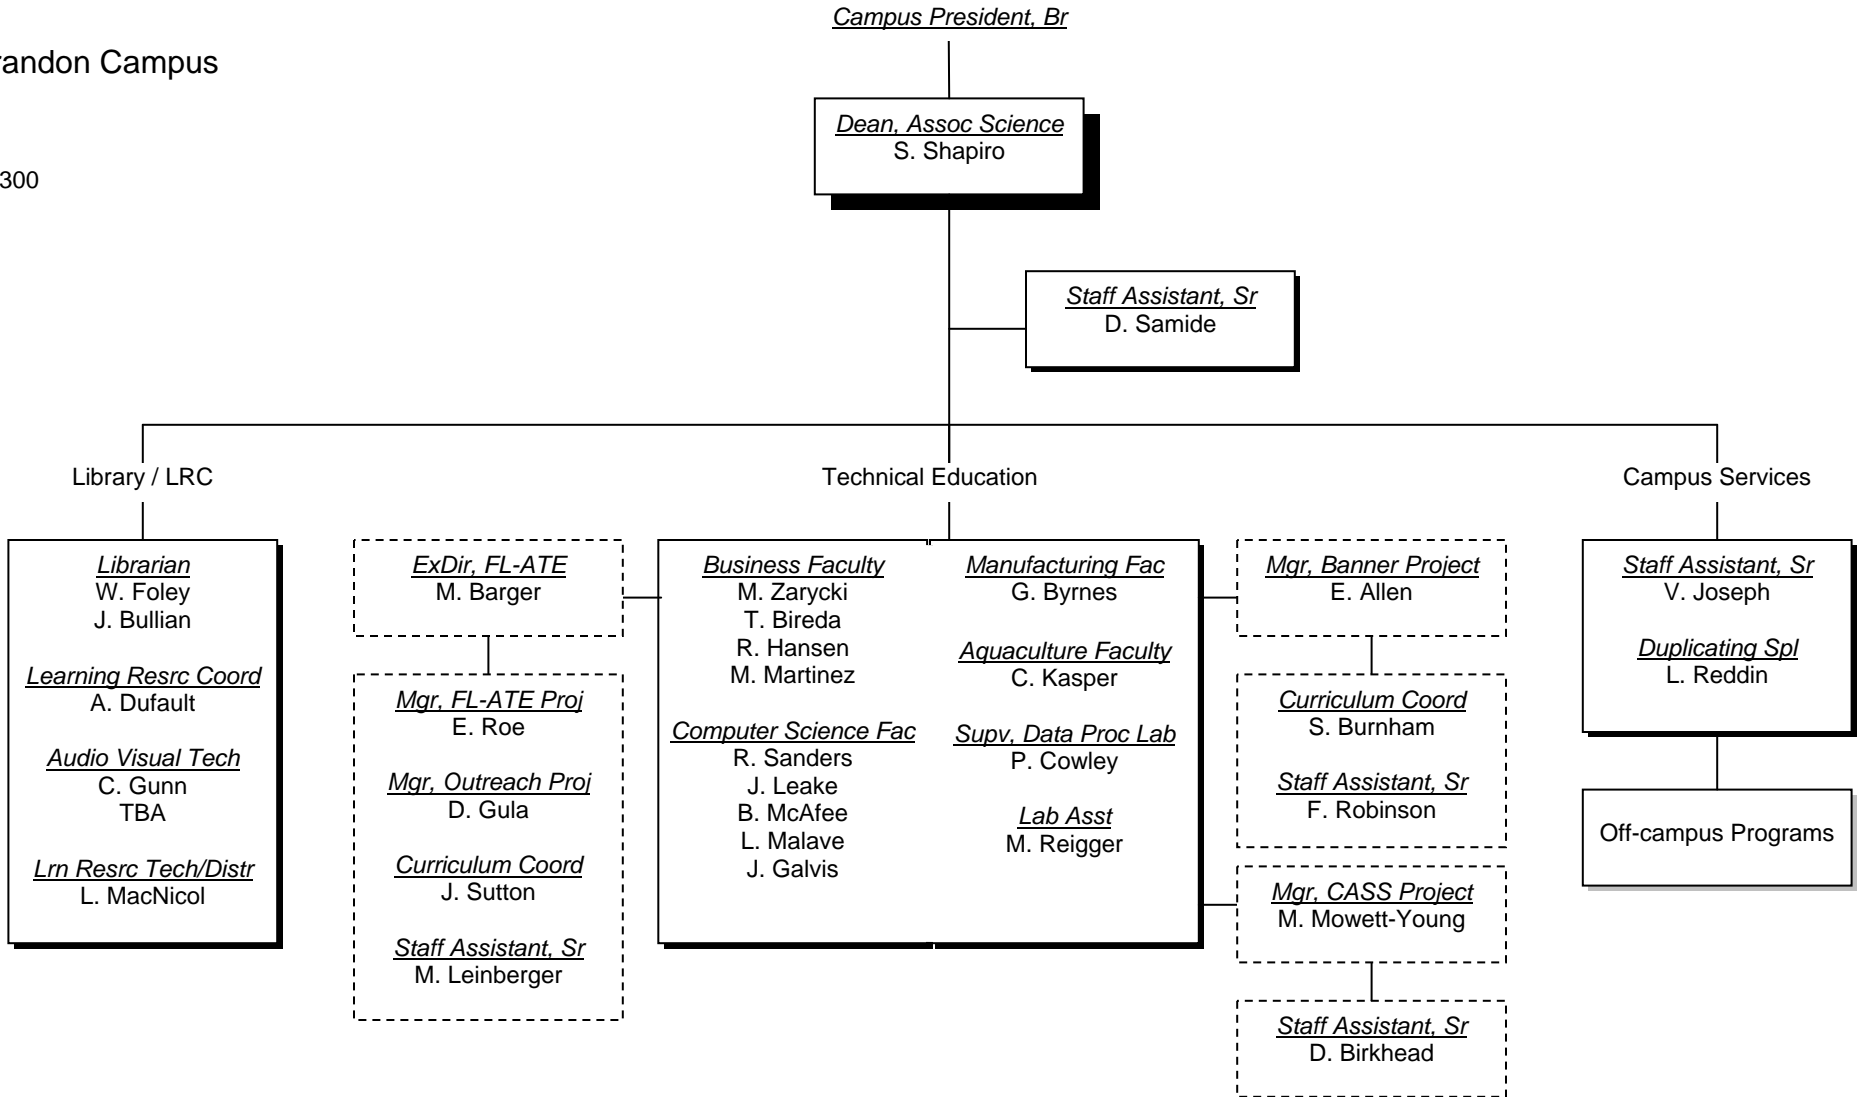 Campus President, Br
randon Campus
Dean, Assoc Science
S. Shapiro
300
Staff Assistant, Sr
D. Samide
Library / LRC
Technical Education
Campus Services
Librarian
W. Foley
J. Bullian
Learning Resrc Coord
A. Dufault
Audio Visual Tech
C. Gunn
TBA
Lrn Resrc Tech/Distr
L. MacNicol
ExDir, FL-ATE
M. Barger
Mgr, FL-ATE Proj
E. Roe
Mgr, Outreach Proj
D. Gula
Curriculum Coord
J. Sutton
Staff Assistant, Sr
M. Leinberger
Business Faculty
M. Zarycki
T. Bireda
R. Hansen
M. Martinez
Computer Science Fac
R. Sanders
J. Leake
B. McAfee
L. Malave
J. Galvis
Manufacturing Fac
G. Byrnes
Aquaculture Faculty
C. Kasper
Supv, Data Proc Lab
P. Cowley
Lab Asst
M. Reigger
Mgr, Banner Project
E. Allen
Curriculum Coord
S. Burnham
Staff Assistant, Sr
F. Robinson
Mgr, CASS Project
M. Mowett-Young
Staff Assistant, Sr
D. Birkhead
Staff Assistant, Sr
V. Joseph
Duplicating Spl
L. Reddin
Off-campus Programs